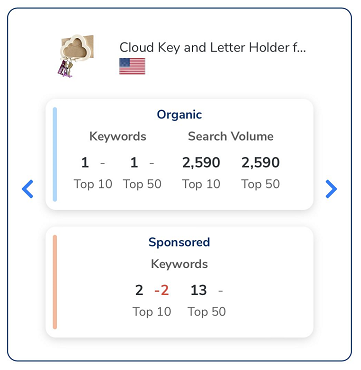 Cloud Key and Letter Holder f...
Organic
Keywords Search Volume
1 - 1 - 2,590 2,590
Top 10 Top 50 Top 10 Top 50
Sponsored
Keywords
2 -2 13 -
Top 10 Top 50